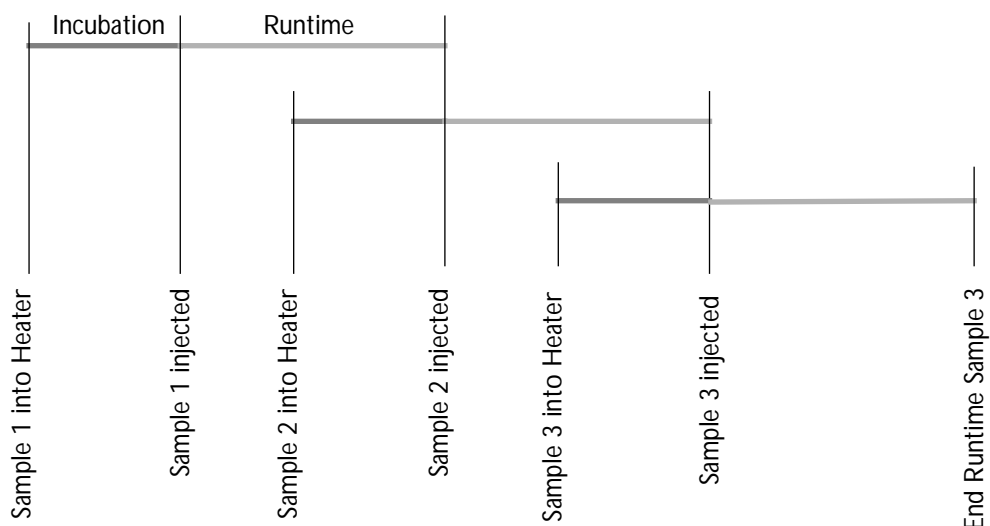 Incubation
Runtime
Sample 1 into Heater
Sample 1 injected
Sample 2 into Heater
Sample 2 injected
Sample 3 into Heater
Sample 3 injected
End Runtime Sample 3